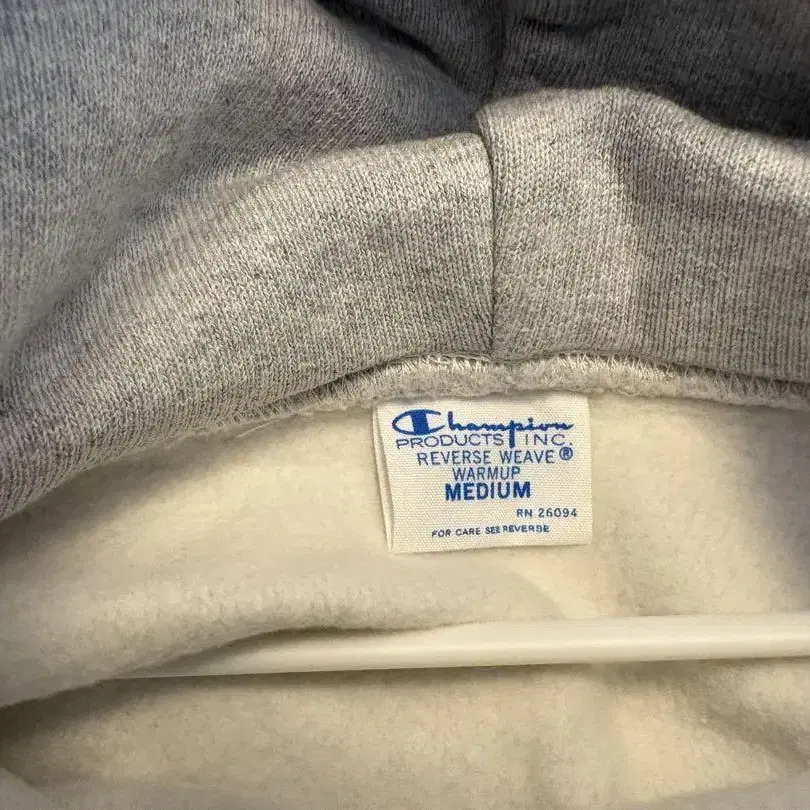 Champion
PRODUCTS INC.
REVERSE WEAVE®
WARMUP
MEDIUM
RN 26094
FOR CARE SEE REVERSE